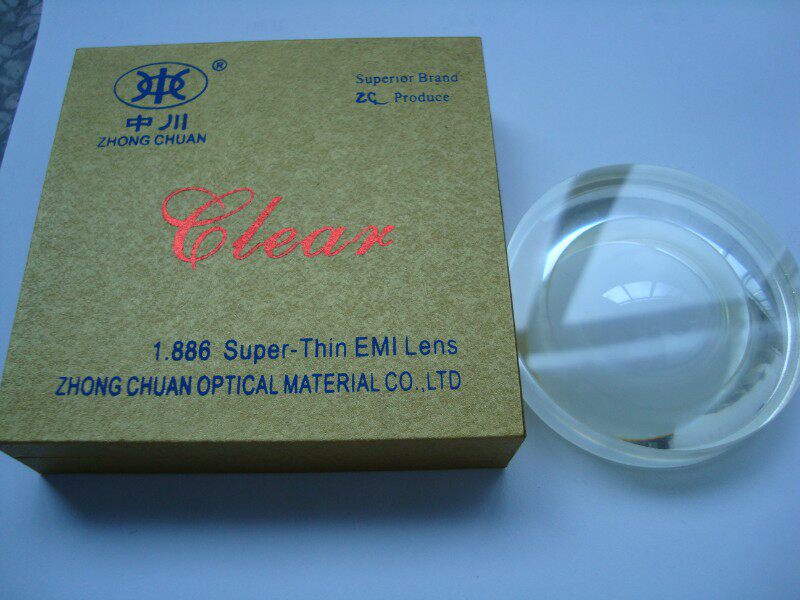 ®
中川
ZHONG CHUAN
Superior Brand
ZC Produce
Clear
1.886 Super-Thin EMI Lens
ZHONG CHUAN OPTICAL MATERIAL CO.,LTD